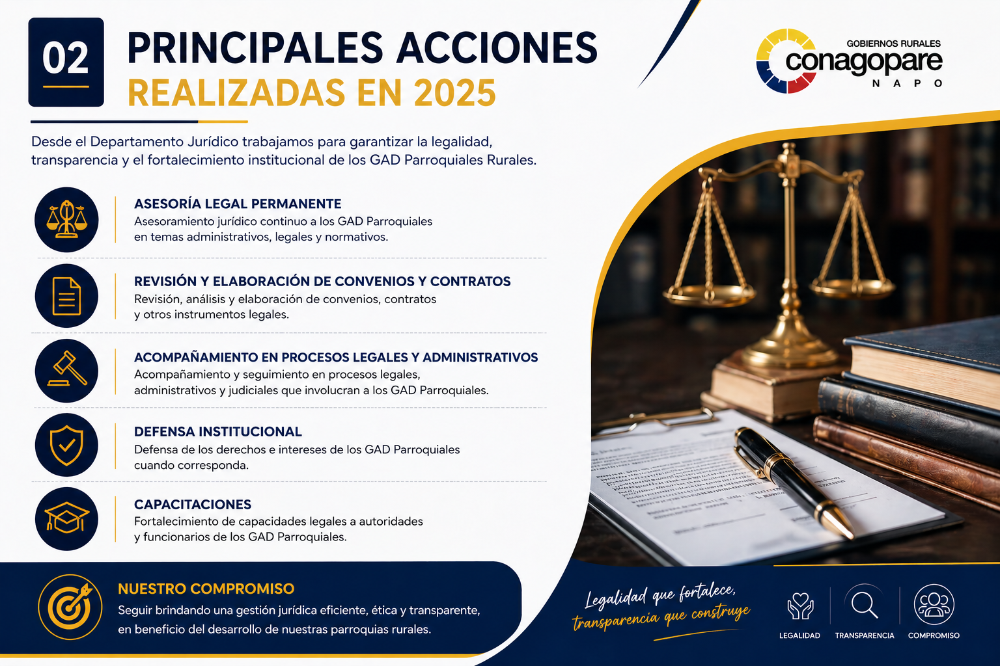 02
PRINCIPALES ACCIONES
REALIZADAS EN 2025
GOBIERNOS RURALES
conagopare
NAPO
Desde el Departamento Jurídico trabajamos para garantizar la legalidad,
transparencia y el fortalecimiento institucional de los GAD Parroquiales Rurales.
ASESORÍA LEGAL PERMANENTE
Asesoramiento jurídico continuo a los GAD Parroquiales
en temas administrativos, legales y normativos.
REVISIÓN Y ELABORACIÓN DE CONVENIOS Y CONTRATOS
Revisión, análisis y elaboración de convenios, contratos
y otros instrumentos legales.
ACOMPAÑAMIENTO EN PROCESOS LEGALES Y ADMINISTRATIVOS
Acompañamiento y seguimiento en procesos legales,
administrativos y judiciales que involucran a los GAD Parroquiales.
DEFENSA INSTITUCIONAL
Defensa de los derechos e intereses de los GAD Parroquiales
cuando corresponda.
CAPACITACIONES
Fortalecimiento de capacidades legales a autoridades
y funcionarios de los GAD Parroquiales.
NUESTRO COMPROMISO
Seguir brindando una gestión jurídica eficiente, ética y transparente,
en beneficio del desarrollo de nuestras parroquias rurales.
Legalidad que fortalece,
transparencia que construye
LEGALIDAD
TRANSPARENCIA
COMPROMISO